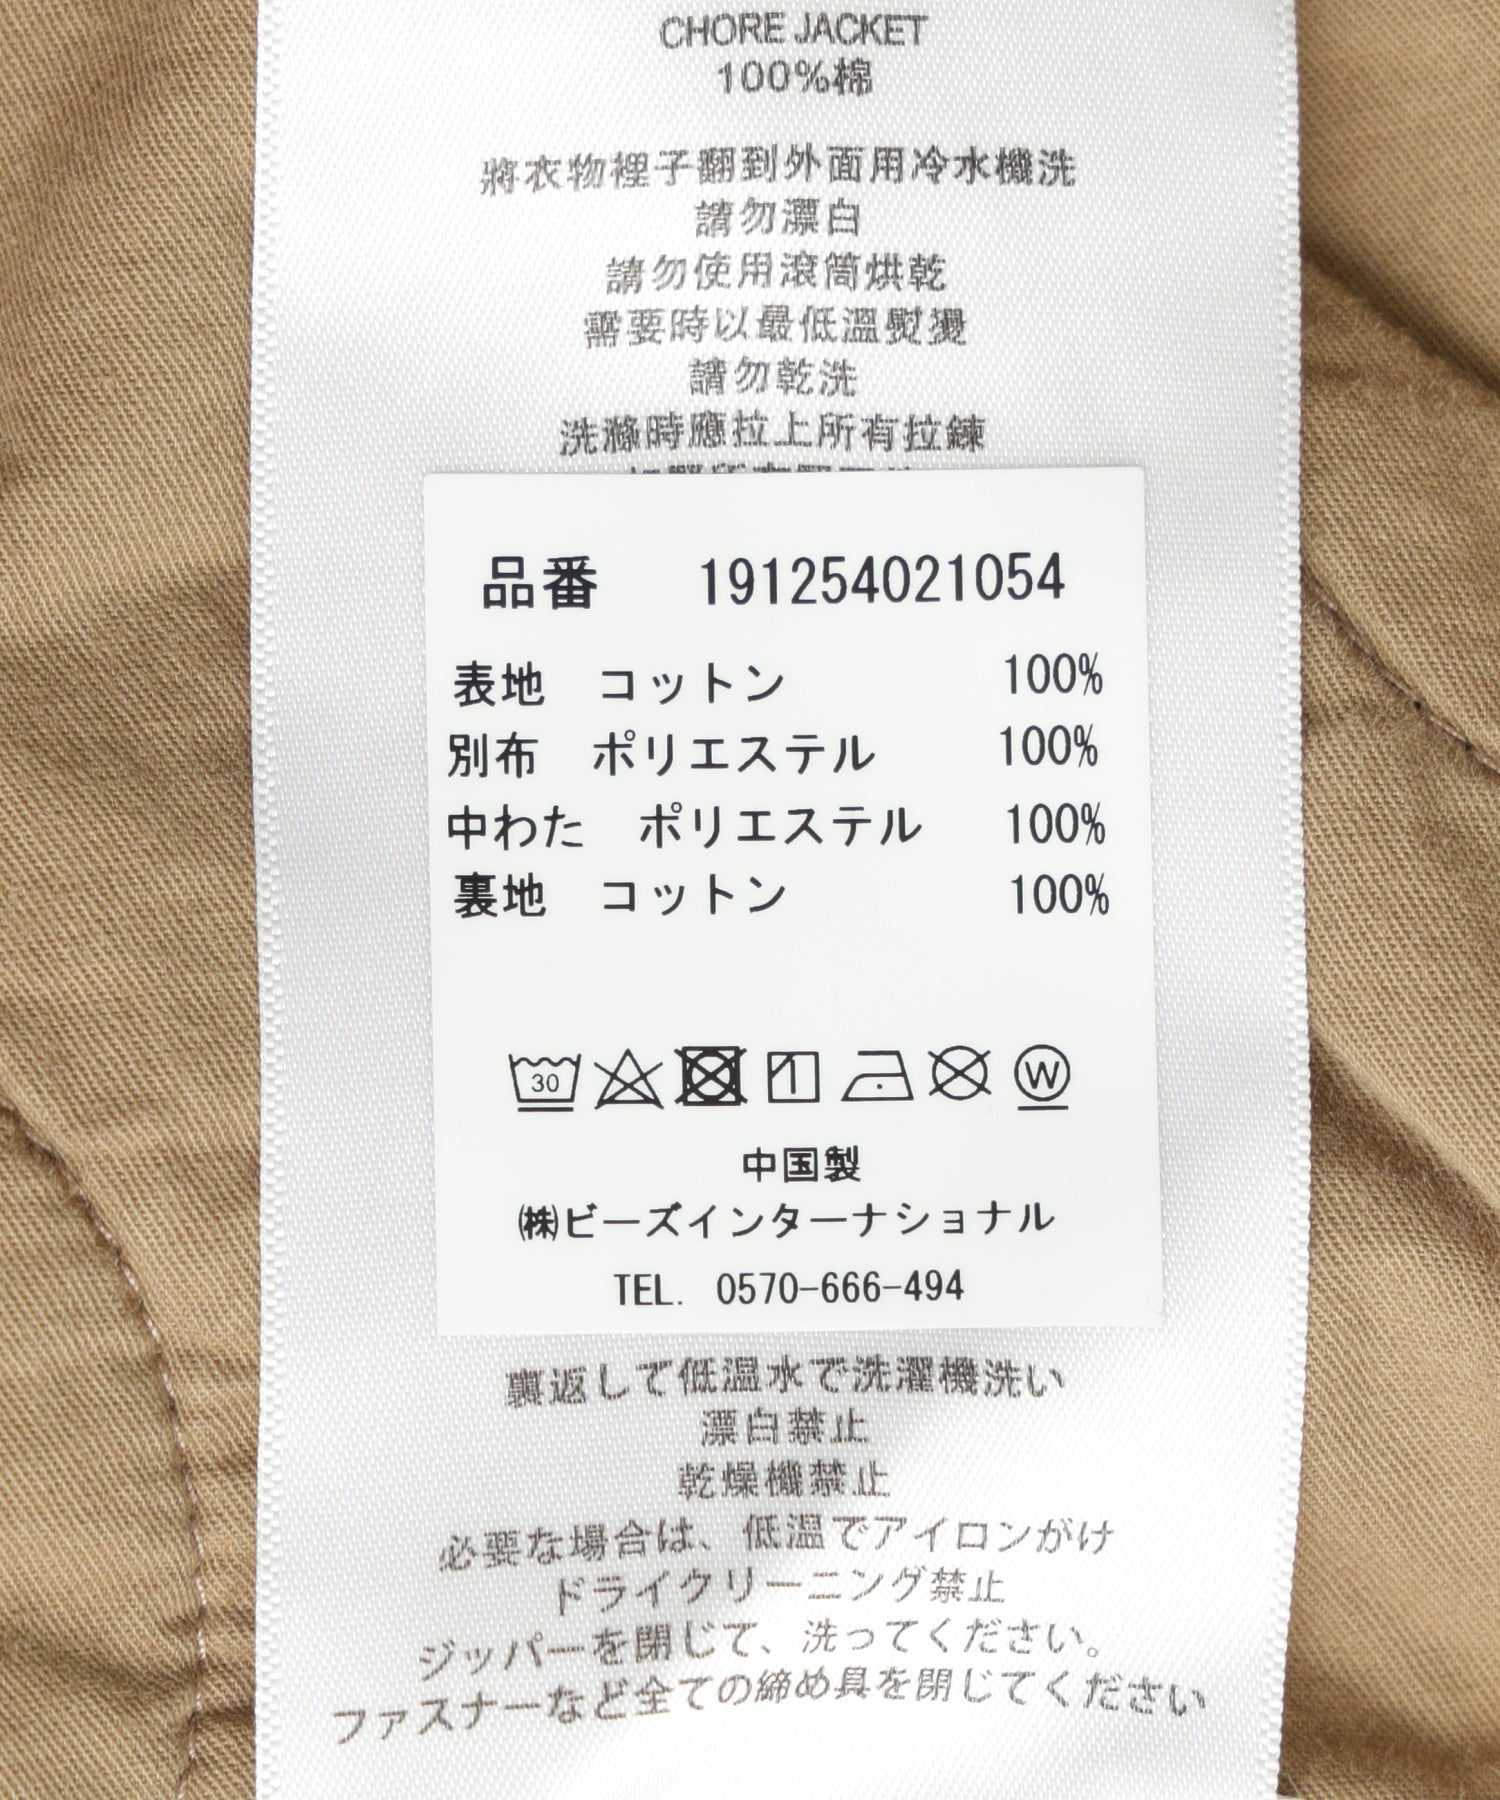 CHORE JACKET
100%棉
將衣物裡子翻到外面用冷水機洗
請勿漂白
請勿使用滾筒烘乾
需要時以最低溫熨燙
請勿乾洗
洗滌時應拉上所有拉鍊
品番 191254021054
表地 コットン 100%
別布 ポリエステル 100%
中わた ポリエステル 100%
裏地 コットン 100%
30
W
中国製
㈱ビーズインターナショナル
TEL. 0570-666-494
裏返して低温水で洗濯機洗い
漂白禁止
乾燥機禁止
必要な場合は、低温でアイロンがけ
ドライクリーニング禁止
ジッパーを閉じて、洗ってください。
ファスナーなど全ての締め具を閉じてください